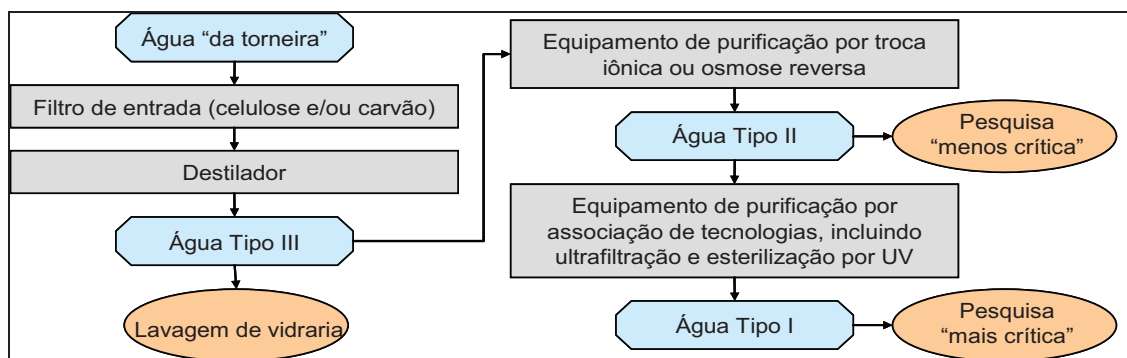 Água “da torneira”
Filtro de entrada (celulose e/ou carvão)
Destilador
Água Tipo III
Lavagem de vidraria
Equipamento de purificação por troca
iônica ou osmose reversa
Água Tipo II
Pesquisa
“menos crítica”
Equipamento de purificação por
associação de tecnologias, incluindo
ultrafiltração e esterilização por UV
Água Tipo I
Pesquisa
“mais crítica”